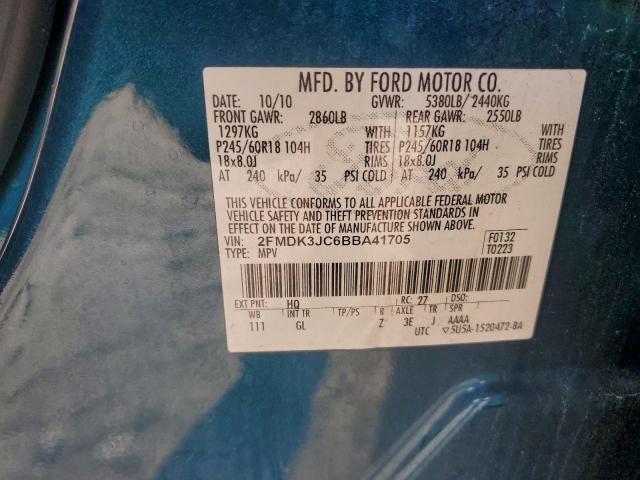 MFD. BY FORD MOTOR CO.
DATE: 10/10 GVWR: 5380LB/ 2440KG
FRONT GAWR: 2860LB REAR GAWR: 2550LB
1297KG WITH 1157KG WITH
P245/60R18 104H TIRES P245/60R18 104H TIRES
18x8.0J RIMS 18x8.0J RIMS
AT 240 kPa/ 35 PSI COLD AT 240 kPa/ 35 PSI COLD
THIS VEHICLE CONFORMS TO ALL APPLICABLE FEDERAL MOTOR
VEHICLE SAFETY AND THEFT PREVENTION STANDARDS IN
EFFECT ON THE DATE OF MANUFACTURE SHOWN ABOVE.
VIN: 2FMDK3JC6BBA41705 F0132
TYPE: MPV T0223
EXT PNT: HQ RC: 27 DSO:
WB INT TR TP/PS R AXLE TR SPR
111 GL Z 3E J AAAA
UTC ▽5U5A-1520472-BA